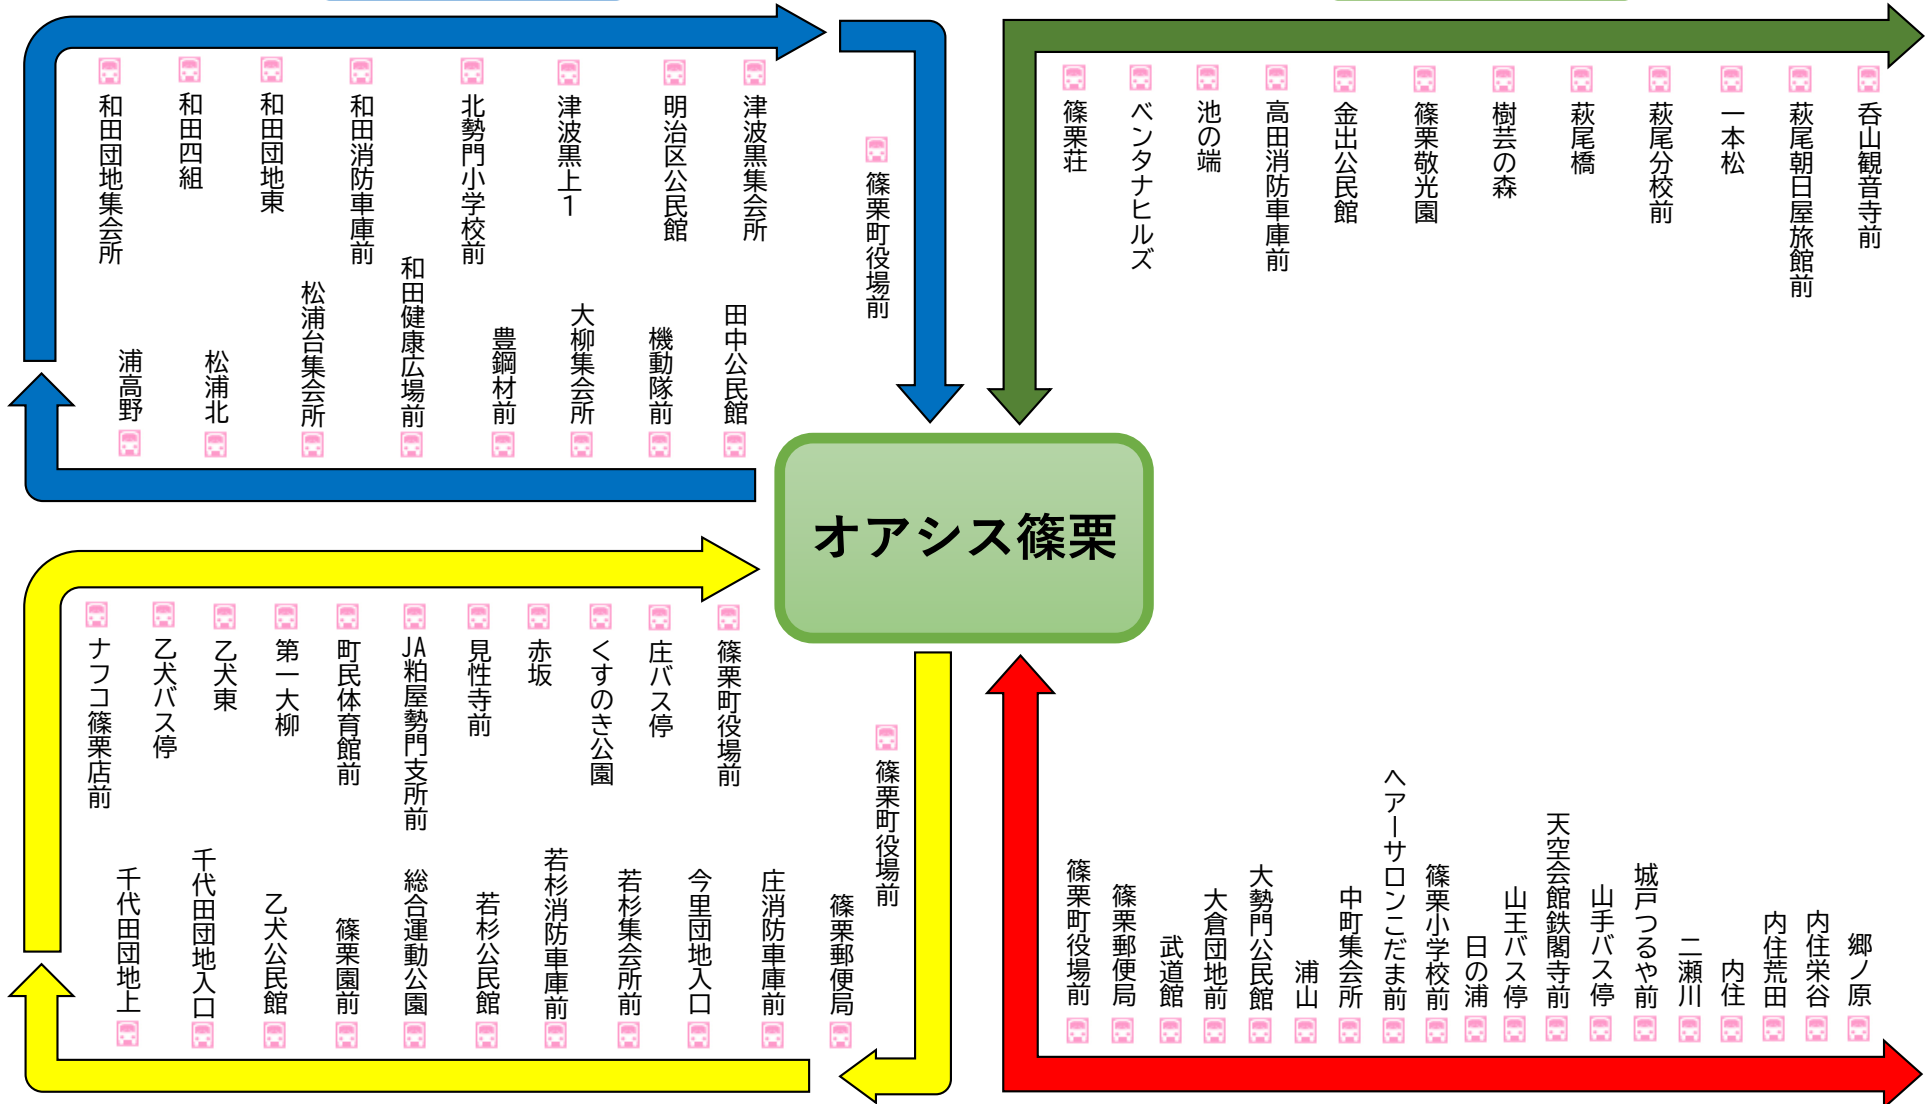 和田団地集会所
和田四組
和田団地東
和田消防車庫前
北勢門小学校前
津波黒上1
明治区公民館
津波黒集会所
篠栗町役場前
浦高野
松浦北
松浦台集会所
和田健康広場前
豊鋼材前
大柳集会所
機動隊前
田中公民館
篠栗荘
ベンタナヒルズ
池の端
高田消防車庫前
金出公民館
篠栗敬光園
樹芸の森
萩尾橋
萩尾分校前
一本松
萩尾朝日屋旅館前
呑山観音寺前
オアシス篠栗
ナフコ篠栗店前
乙犬バス停
乙犬東
第一大柳
町民体育館前
JA粕屋勢門支所前
見性寺前
赤坂
くすのき公園
庄バス停
篠栗町役場前
篠栗町役場前
千代田団地上
千代田団地入口
乙犬公民館
篠栗園前
総合運動公園
若杉公民館
若杉消防車庫前
若杉集会所前
今里団地入口
庄消防車庫前
篠栗郵便局
篠栗町役場前
篠栗郵便局
武道館
大倉団地前
大勢門公民館
浦山
中町集会所
ヘアーサロンこだま前
篠栗小学校前
日の浦
山王バス停
天空会館鉄閣寺前
山手バス停
城戸つるや前
二瀬川
内住
内住荒田
内住栄谷
郷ノ原